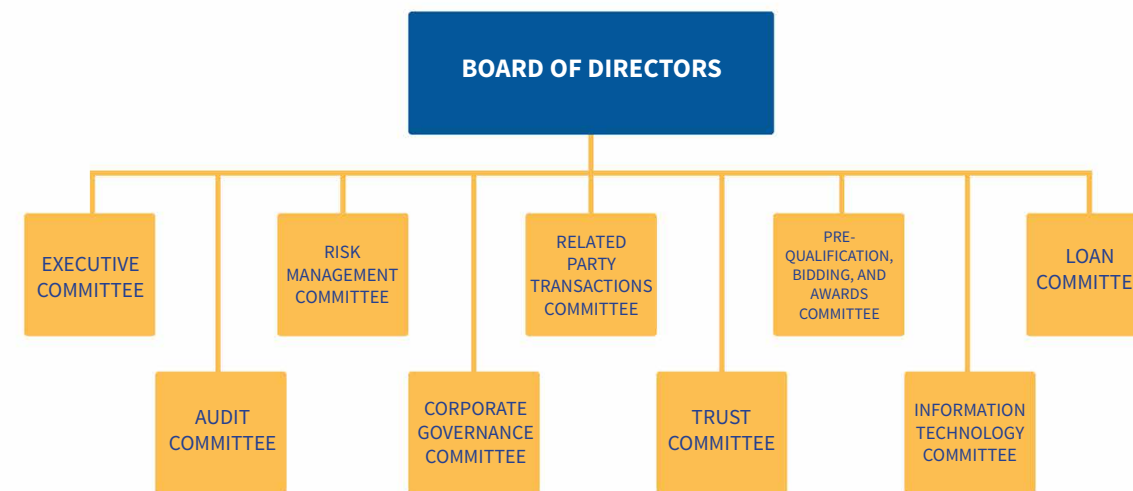 BOARD OF DIRECTORS
EXECUTIVE
COMMITTEE
RISK
MANAGEMENT
COMMITTEE
RELATED
PARTY
TRANSACTIONS
COMMITTEE
PRE-
QUALIFICATION,
BIDDING, AND
AWARDS
COMMITTEE
LOAN
COMMITTE
AUDIT
COMMITTEE
CORPORATE
GOVERNANCE
COMMITTEE
TRUST
COMMITTEE
INFORMATION
TECHNOLOGY
COMMITTEE